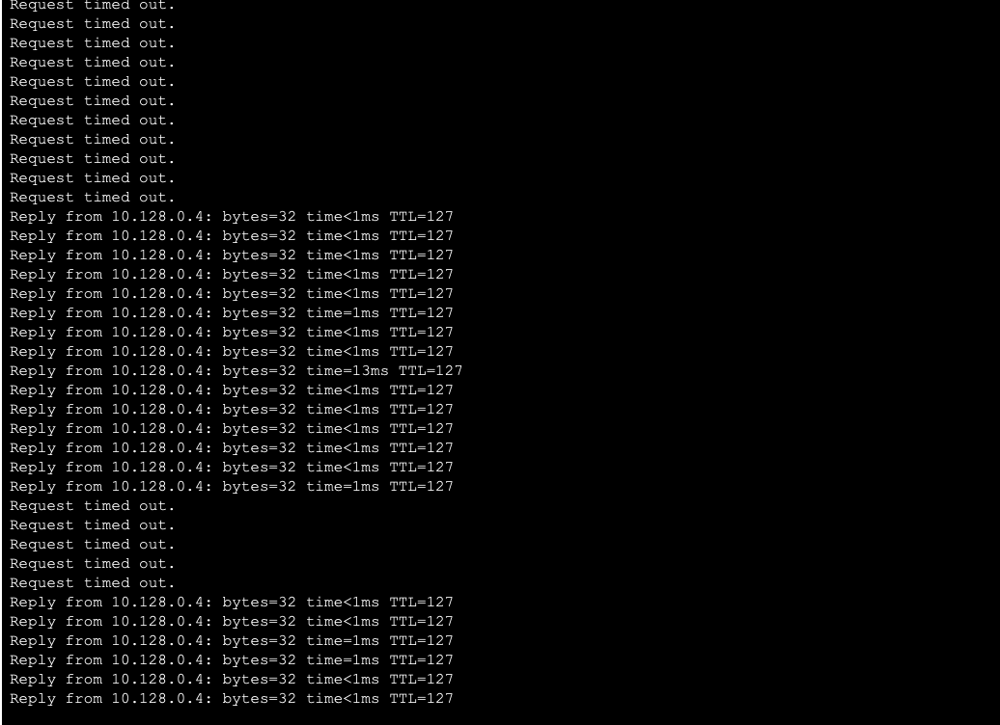 Request timed out.
Request timed out.
Request timed out.
Request timed out.
Request timed out.
Request timed out.
Request timed out.
Request timed out.
Request timed out.
Request timed out.
Request timed out.
Reply from 10.128.0.4: bytes=32 time<1ms TTL=127
Reply from 10.128.0.4: bytes=32 time<1ms TTL=127
Reply from 10.128.0.4: bytes=32 time<1ms TTL=127
Reply from 10.128.0.4: bytes=32 time<1ms TTL=127
Reply from 10.128.0.4: bytes=32 time<1ms TTL=127
Reply from 10.128.0.4: bytes=32 time=1ms TTL=127
Reply from 10.128.0.4: bytes=32 time<1ms TTL=127
Reply from 10.128.0.4: bytes=32 time<1ms TTL=127
Reply from 10.128.0.4: bytes=32 time=13ms TTL=127
Reply from 10.128.0.4: bytes=32 time<1ms TTL=127
Reply from 10.128.0.4: bytes=32 time<1ms TTL=127
Reply from 10.128.0.4: bytes=32 time<1ms TTL=127
Reply from 10.128.0.4: bytes=32 time<1ms TTL=127
Reply from 10.128.0.4: bytes=32 time<1ms TTL=127
Reply from 10.128.0.4: bytes=32 time=1ms TTL=127
Request timed out.
Request timed out.
Request timed out.
Request timed out.
Request timed out.
Reply from 10.128.0.4: bytes=32 time<1ms TTL=127
Reply from 10.128.0.4: bytes=32 time<1ms TTL=127
Reply from 10.128.0.4: bytes=32 time=1ms TTL=127
Reply from 10.128.0.4: bytes=32 time=1ms TTL=127
Reply from 10.128.0.4: bytes=32 time<1ms TTL=127
Reply from 10.128.0.4: bytes=32 time<1ms TTL=127